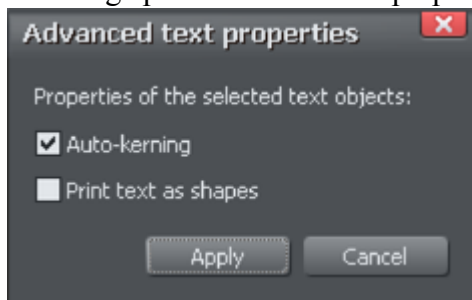 Advanced text properties
Properties of the selected text objects:
Auto-kerning
Print text as shapes
Apply Cancel